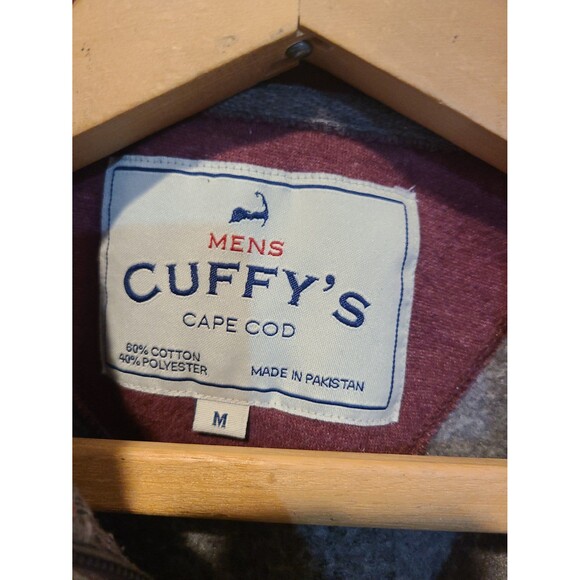 MENS
CUFFY'S
CAPE COD
60% COTTON
40% POLYESTER
MADE IN PAKISTAN
M